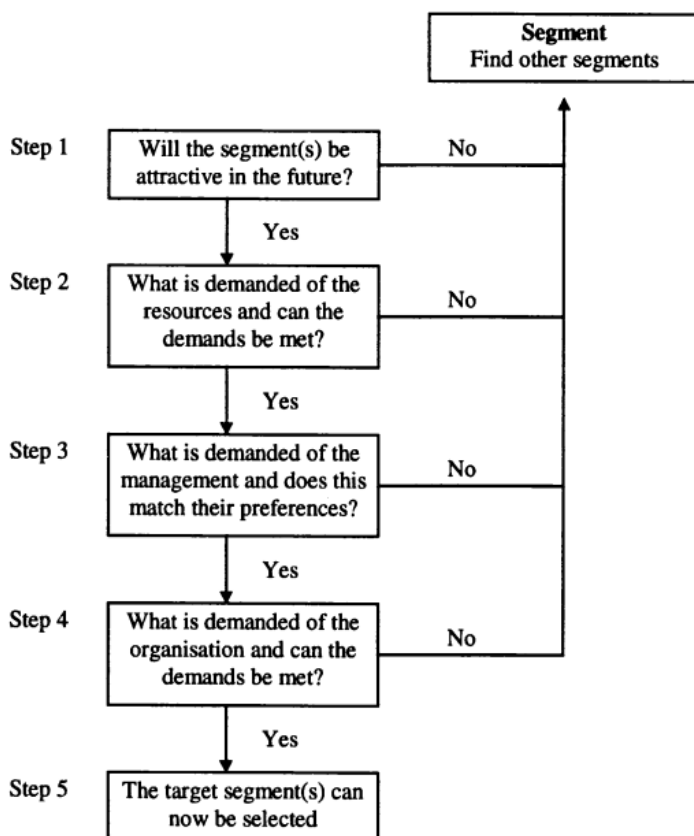 Segment
Find other segments
Step 1
Will the segment(s) be
attractive in the future?
No
Yes
Step 2
What is demanded of the
resources and can the
demands be met?
No
Yes
Step 3
What is demanded of the
management and does this
match their preferences?
No
Yes
Step 4
What is demanded of the
organisation and can the
demands be met?
No
Yes
Step 5
The target segment(s) can
now be selected